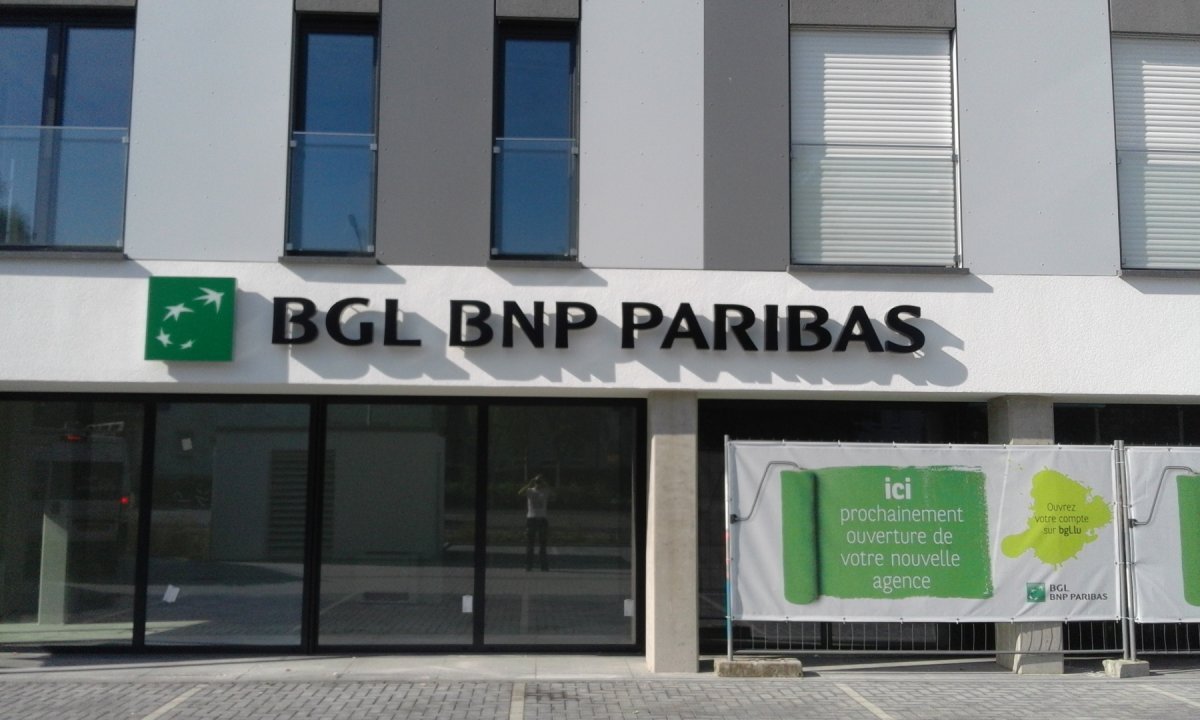 BGL BNP PARIBAS
ici
prochainement
ouverture de
votre nouvelle
agence
Ouvrez
votre compte
sur bgl.lu
BGL
BNP PARIBAS